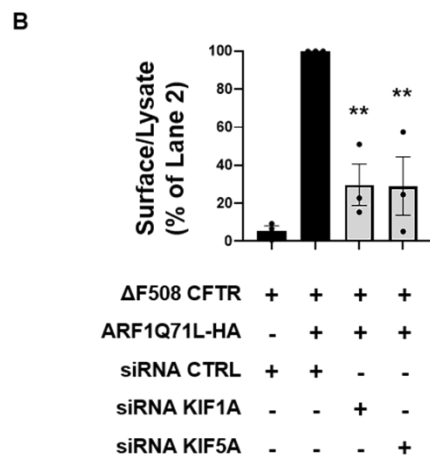 B
Surface/Lysate
(% of Lane 2)
100
80
60
40
20
0
**
**
ΔF508 CFTR + + + +
ARF1Q71L-HA - + + +
siRNA CTRL + + - -
siRNA KIF1A - - + -
siRNA KIF5A - - - +